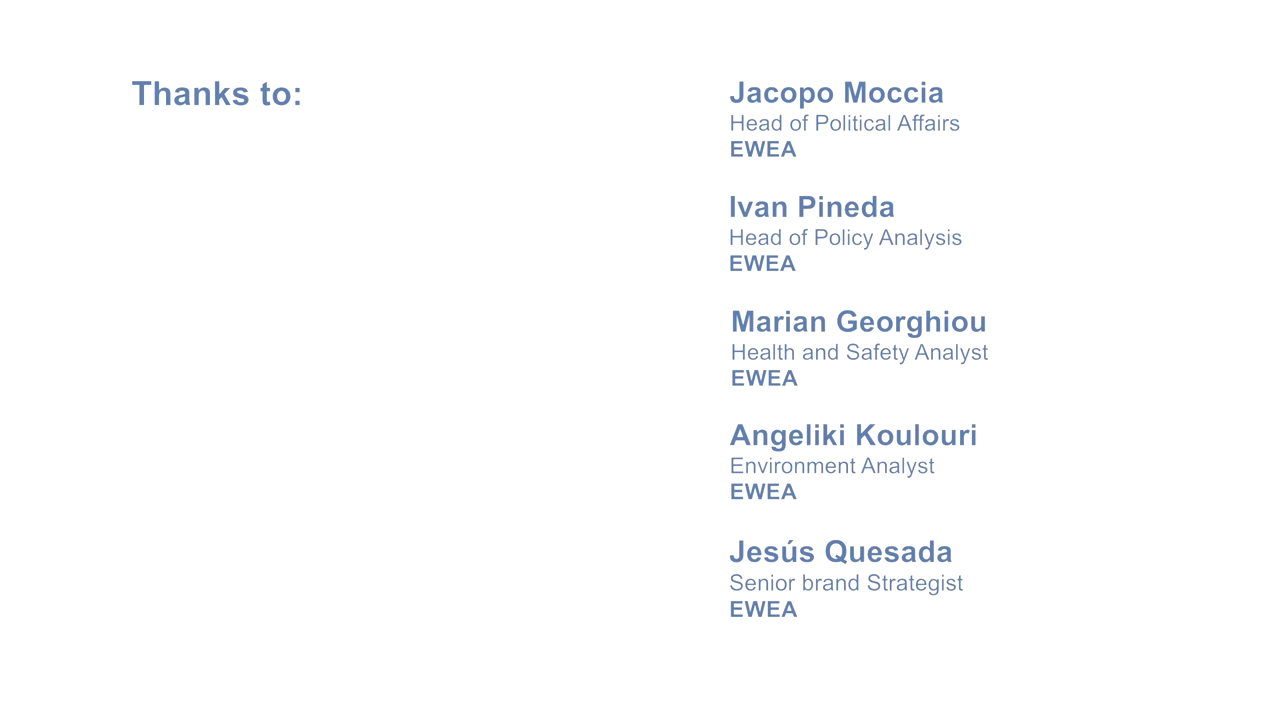 Thanks to:
Jacopo Moccia
Head of Political Affairs
EWEA
Ivan Pineda
Head of Policy Analysis
EWEA
Marian Georghiou
Health and Safety Analyst
EWEA
Angeliki Koulouri
Environment Analyst
EWEA
Jesús Quesada
Senior brand Strategist
EWEA